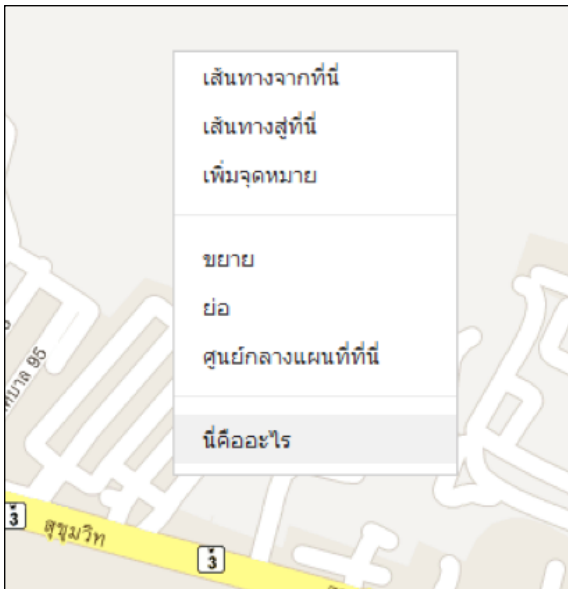 เส้นทางจากที่นี่
เส้นทางสู่ที่นี่
เพิ่มจุดหมาย
ขยาย
ย่อ
ศูนย์กลางแผนที่ที่นี่
นี่คืออะไร
95
3
สุขุมวิท
3